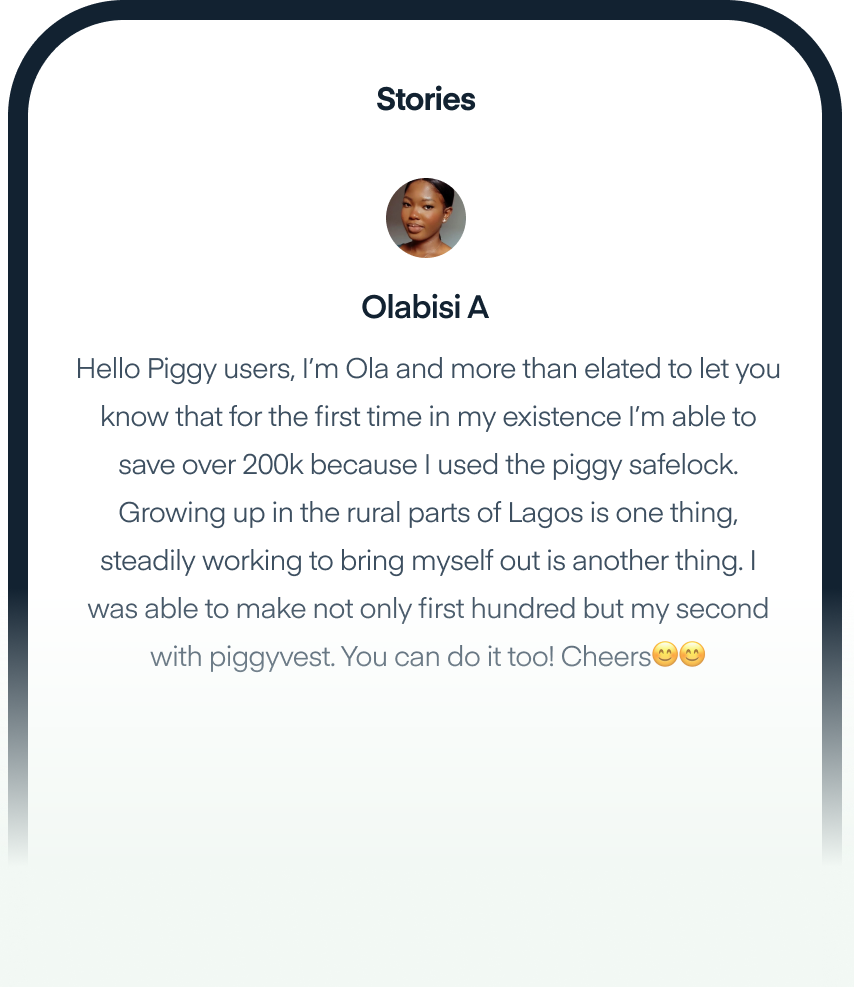 Stories
Olabisi A
Hello Piggy users, I’m Ola and more than elated to let you
know that for the first time in my existence I’m able to
save over 200k because I used the piggy safelock.
Growing up in the rural parts of Lagos is one thing,
steadily working to bring myself out is another thing. I
was able to make not only first hundred but my second
with piggyvest. You can do it too! Cheers😊😊